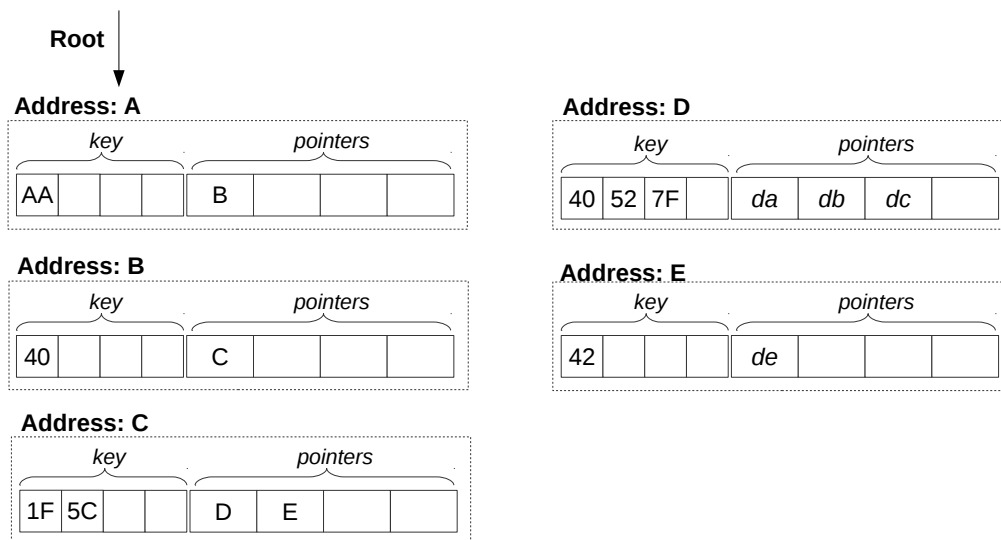 Root
Address: A
key pointers
AA B
Address: B
key pointers
40 C
Address: C
key pointers
1F 5C D E
Address: D
key pointers
40 52 7F da db dc
Address: E
key pointers
42 de